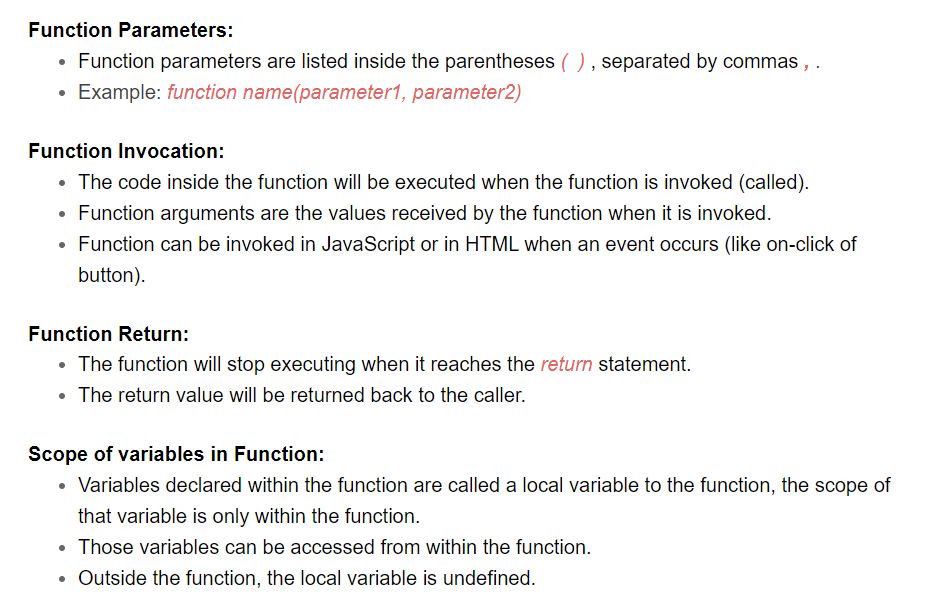 Function Parameters:
Function parameters are listed inside the parentheses ( ) , separated by commas , .
Example: function name(parameter1, parameter2)
Function Invocation:
The code inside the function will be executed when the function is invoked (called).
Function arguments are the values received by the function when it is invoked.
Function can be invoked in JavaScript or in HTML when an event occurs (like on-click of
button).
Function Return:
The function will stop executing when it reaches the return statement.
The return value will be returned back to the caller.
Scope of variables in Function:
Variables declared within the function are called a local variable to the function, the scope of
that variable is only within the function.
Those variables can be accessed from within the function.
Outside the function, the local variable is undefined.